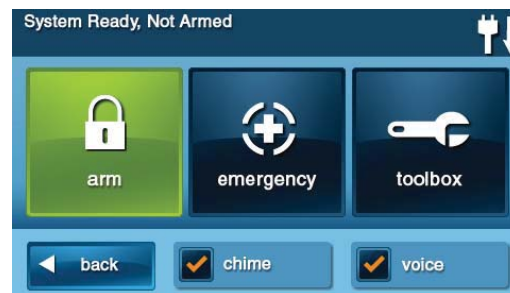 System Ready, Not Armed
arm
emergency
toolbox
back
chime
voice